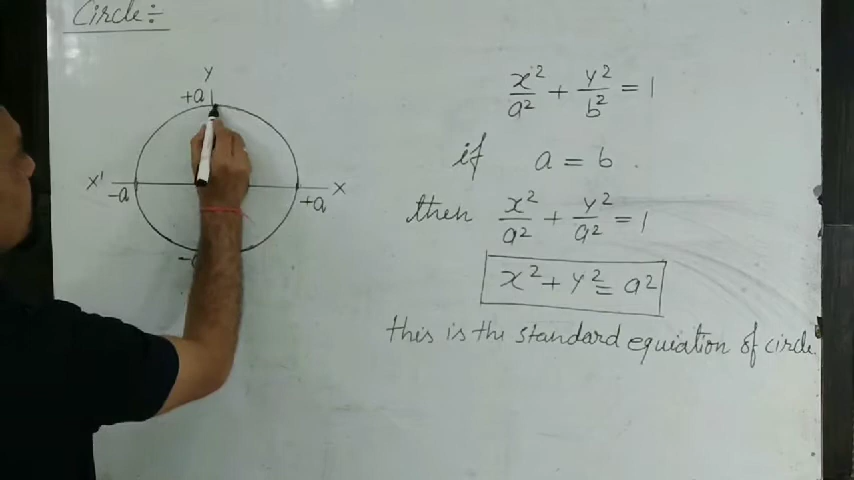 Circle:-
Y
+a
X'
X
-a
+a
x²/a² + y²/b² = 1
if a = b
then x²/a² + y²/a² = 1
x² + y² = a²
this is the standard equiation of circle